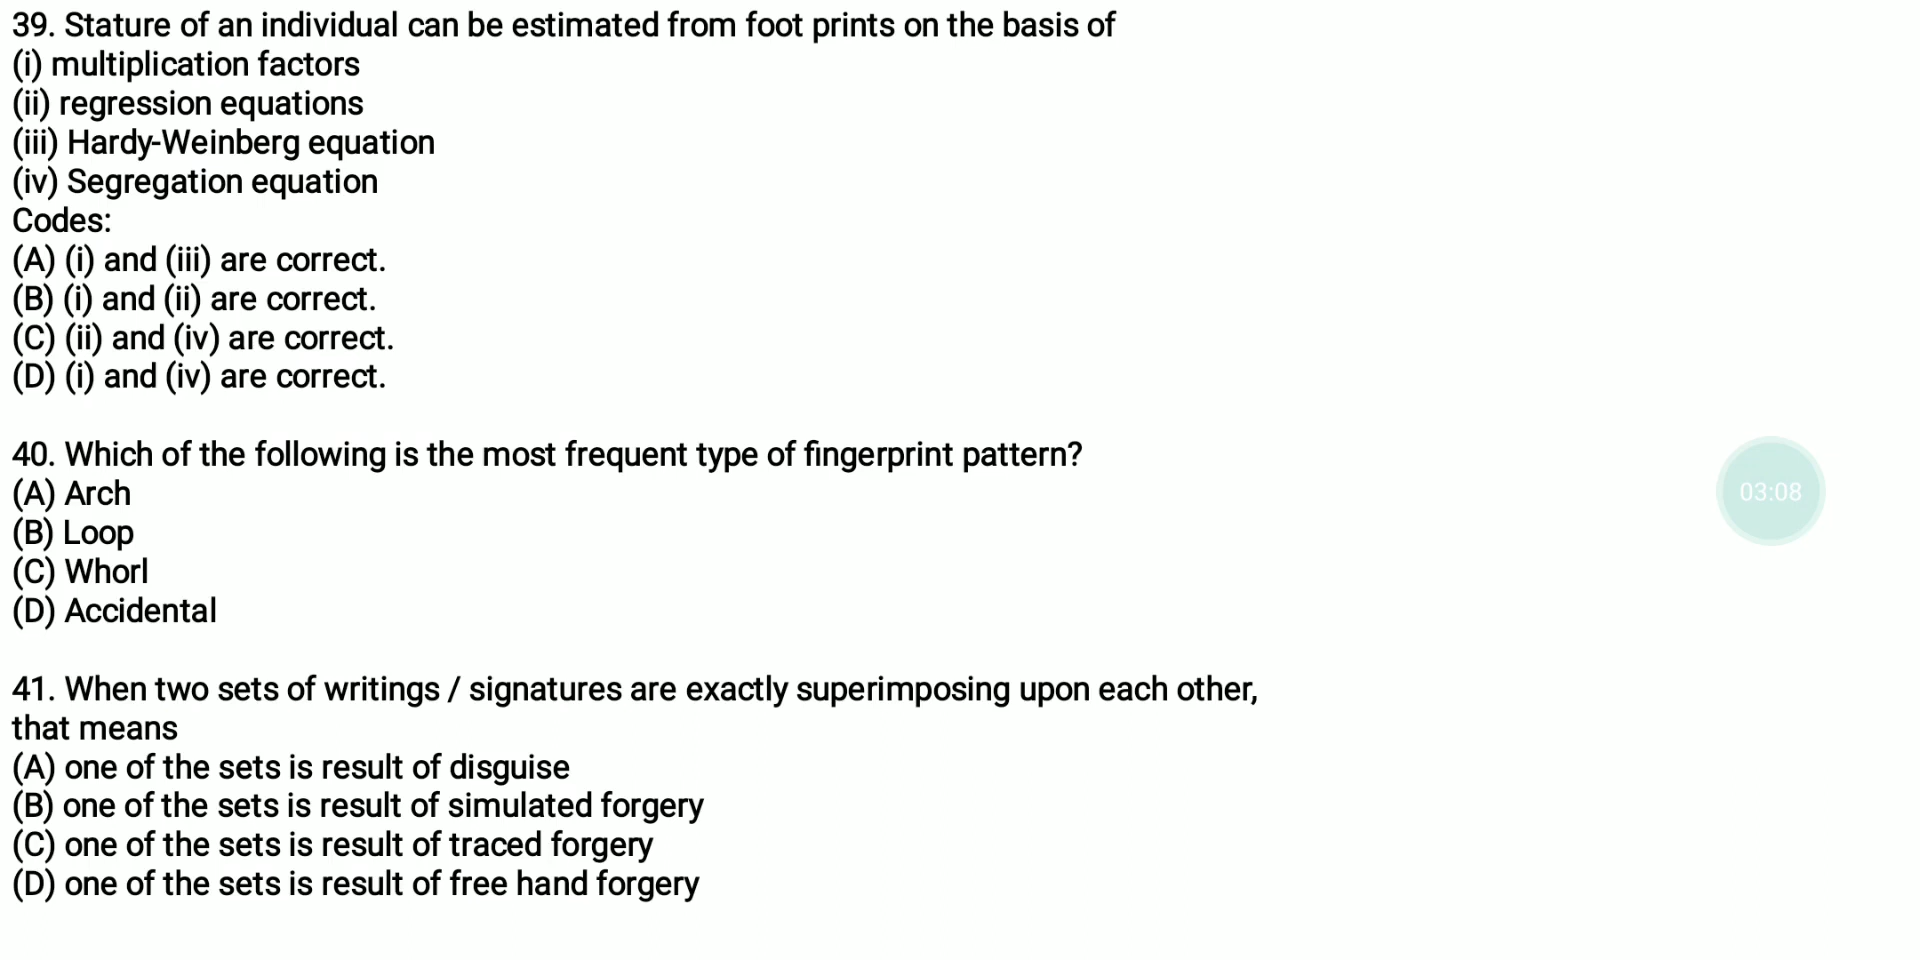 39. Stature of an individual can be estimated from foot prints on the basis of
(i) multiplication factors
(ii) regression equations
(iii) Hardy-Weinberg equation
(iv) Segregation equation
Codes:
(A) (i) and (iii) are correct.
(B) (i) and (ii) are correct.
(C) (ii) and (iv) are correct.
(D) (i) and (iv) are correct.
40. Which of the following is the most frequent type of fingerprint pattern?
(A) Arch
03:08
(B) Loop
(C) Whorl
(D) Accidental
41. When two sets of writings / signatures are exactly superimposing upon each other,
that means
(A) one of the sets is result of disguise
(B) one of the sets is result of simulated forgery
(C) one of the sets is result of traced forgery
(D) one of the sets is result of free hand forgery